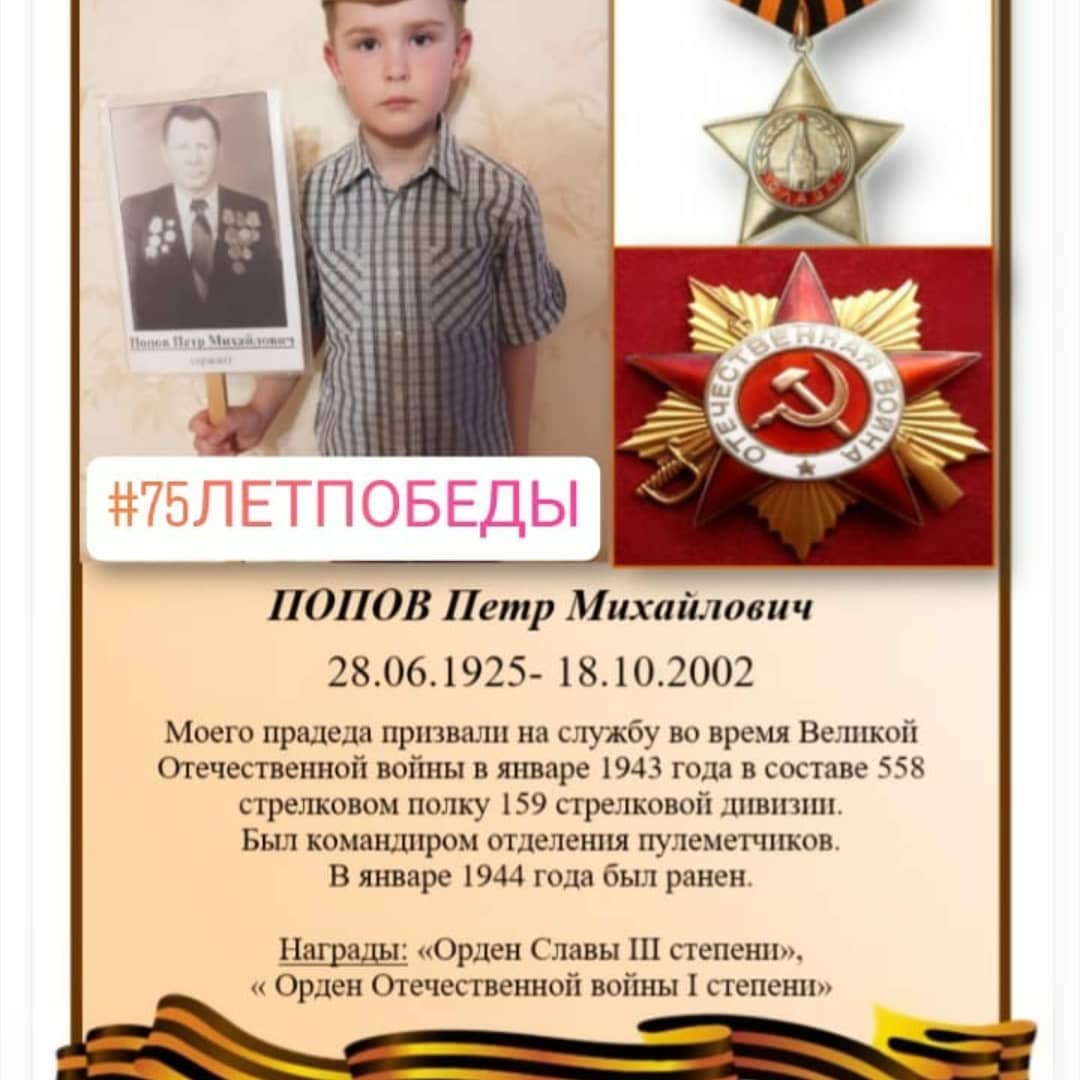 Попов Петр Михайлович
сержант
СЛАВА
ОТЕЧЕСТВЕННАЯ ВОЙНА
#75ЛЕТПОБЕДЫ
ПОПОВ Петр Михайлович
28.06.1925- 18.10.2002
Моего прадеда призвали на службу во время Великой
Отечественной войны в январе 1943 года в составе 558
стрелковом полку 159 стрелковой дивизии.
Был командиром отделения пулеметчиков.
В январе 1944 года был ранен.
Награды: «Орден Славы III степени»,
« Орден Отечественной войны I степени»